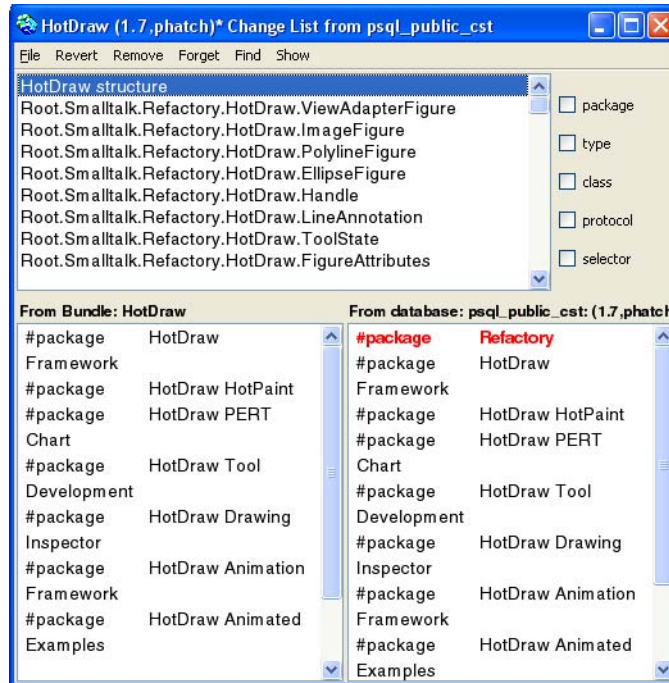 HotDraw (1.7,phatch)* Change List from psql_public_cst
File Revert Remove Forget Find Show
HotDraw structure
Root.Smalltalk.Refactory.HotDraw.ViewAdapterFigure
Root.Smalltalk.Refactory.HotDraw.ImageFigure
Root.Smalltalk.Refactory.HotDraw.PolylineFigure
Root.Smalltalk.Refactory.HotDraw.EllipseFigure
Root.Smalltalk.Refactory.HotDraw.Handle
Root.Smalltalk.Refactory.HotDraw.LineAnnotation
Root.Smalltalk.Refactory.HotDraw.ToolState
Root.Smalltalk.Refactory.HotDraw.FigureAttributes
package
type
class
protocol
selector
From Bundle: HotDraw
#package HotDraw
Framework
#package HotDraw HotPaint
#package HotDraw PERT
Chart
#package HotDraw Tool
Development
#package HotDraw Drawing
Inspector
#package HotDraw Animation
Framework
#package HotDraw Animated
Examples
From database: psql_public_cst: (1.7,phatch
#package Refactory
#package HotDraw
Framework
#package HotDraw HotPaint
#package HotDraw PERT
Chart
#package HotDraw Tool
Development
#package HotDraw Drawing
Inspector
#package HotDraw Animation
Framework
#package HotDraw Animated
Examples